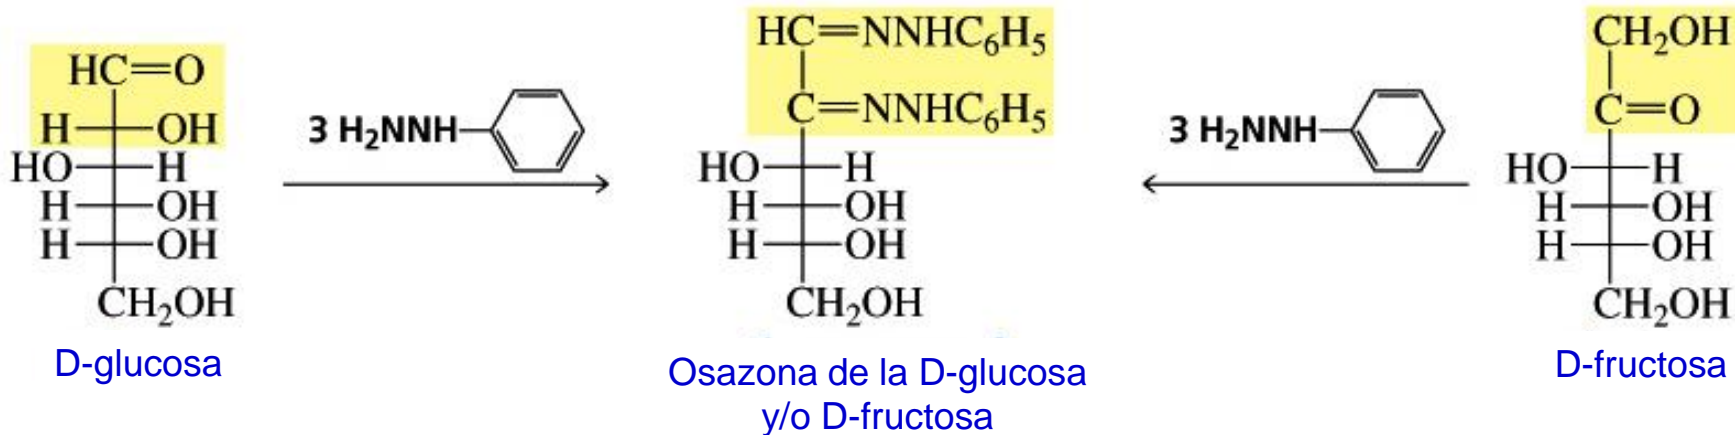 HC=O
H OH
HO H
H OH
H OH
CH₂OH
D-glucosa
3 H₂NNH
HC=NNHC₆H₅
C=NNHC₆H₅
HO H
H OH
H OH
CH₂OH
Osazona de la D-glucosa
y/o D-fructosa
3 H₂NNH
CH₂OH
C=O
HO H
H OH
H OH
CH₂OH
D-fructosa